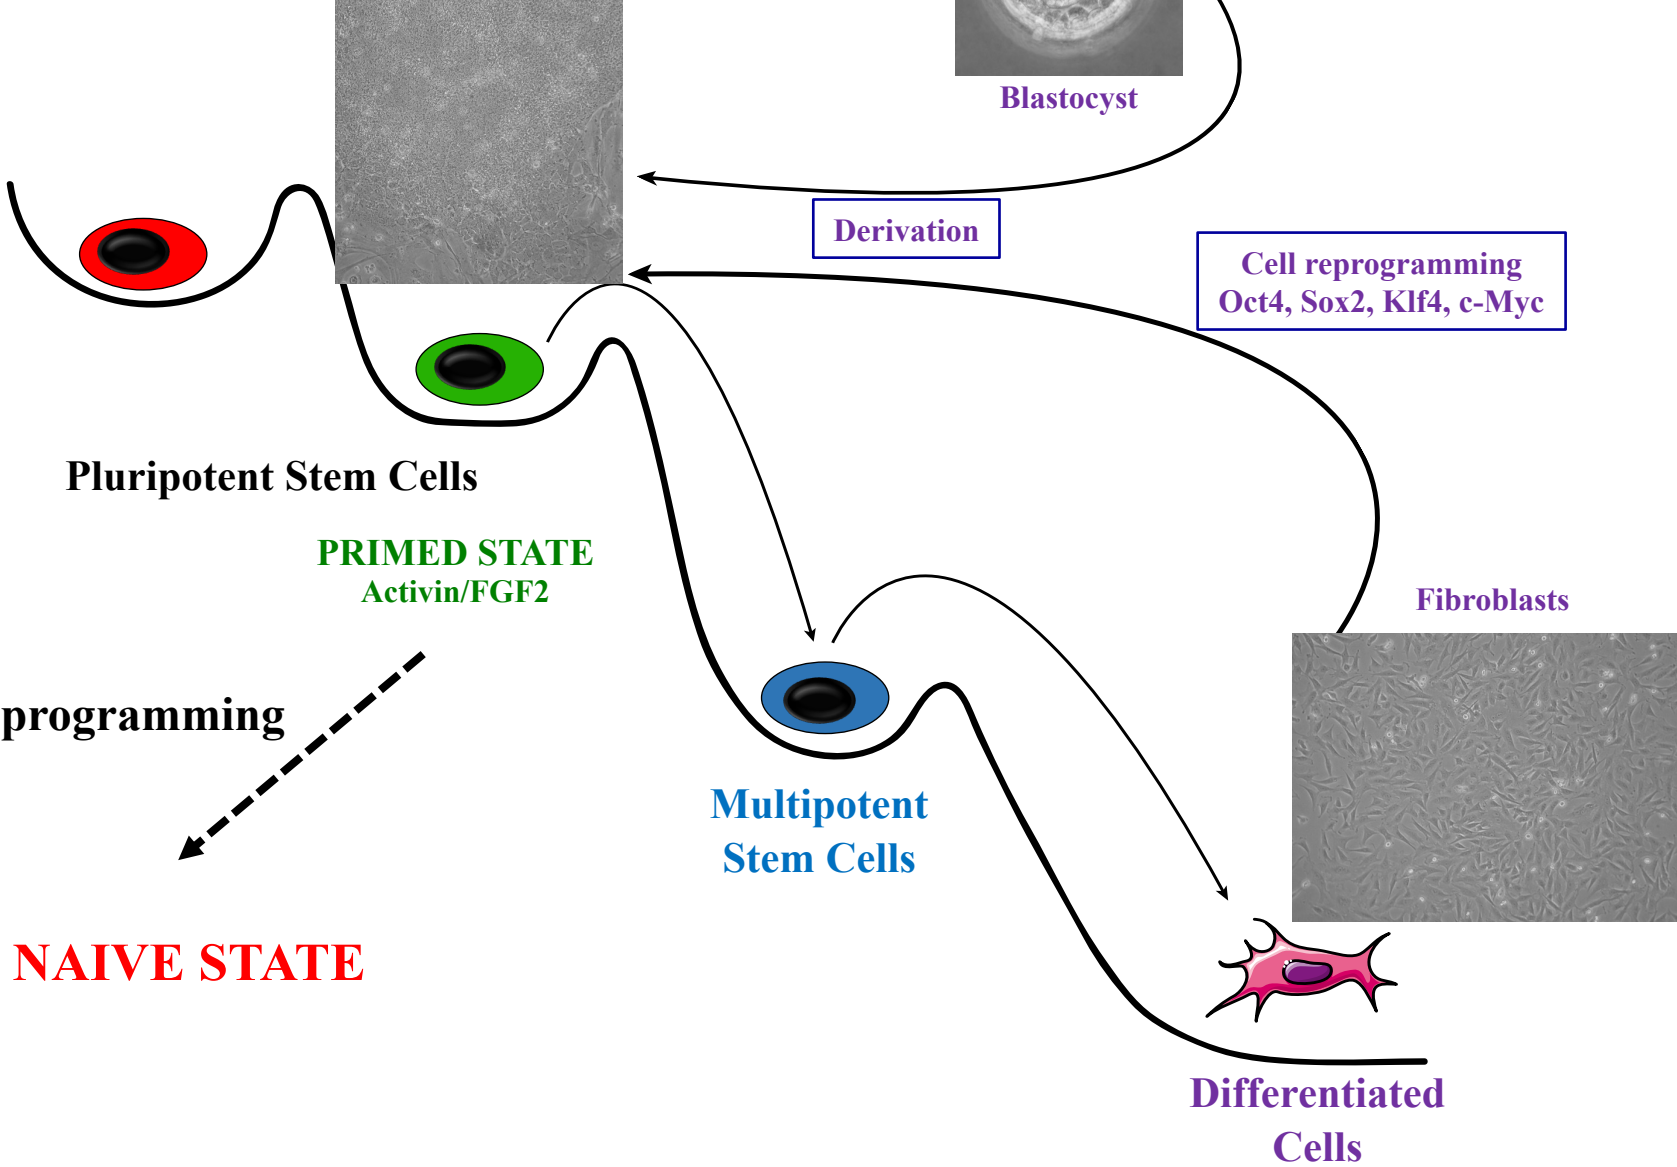 Blastocyst
Derivation
Cell reprogramming
Oct4, Sox2, Klf4, c-Myc
Pluripotent Stem Cells
PRIMED STATE
Activin/FGF2
Fibroblasts
programming
Multipotent
Stem Cells
NAIVE STATE
Differentiated
Cells